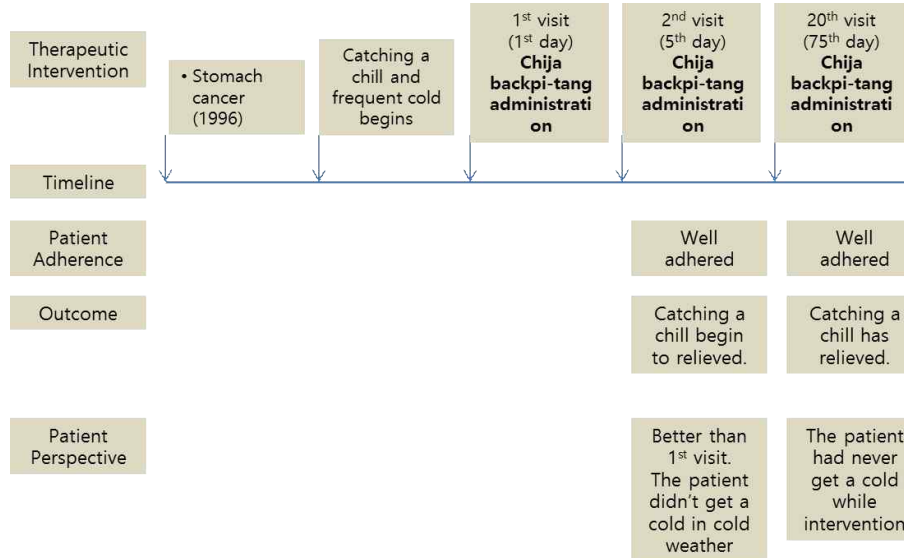 Therapeutic
Intervention
• Stomach
cancer
(1996)
Catching a
chill and
frequent cold
begins
1st visit
(1st day)
Chija
backpi-tang
administrati
on
2nd visit
(5th day)
Chija
backpi-tang
administrati
on
20th visit
(75th day)
Chija
backpi-tang
administrati
on
Timeline
Patient
Adherence
Well
adhered
Well
adhered
Outcome
Catching a
chill begin
to relieved.
Catching a
chill has
relieved.
Patient
Perspective
Better than
1st visit.
The patient
didn't get a
cold in cold
weather
The patient
had never
get a cold
while
intervention